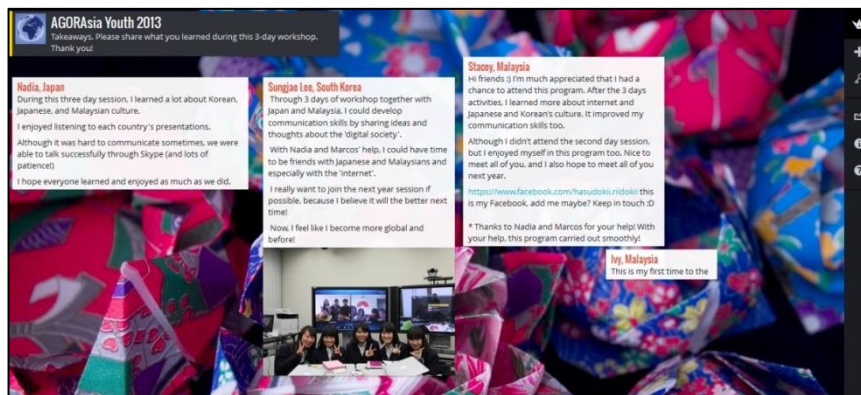 AGORAsia Youth 2013
Takeaways. Please share what you learned during this 3-day workshop.
Thank you!
Nadia, Japan
During this three day session, I learned a lot about Korean,
Japanese, and Malaysian culture.
I enjoyed listening to each country's presentations.
Although it was hard to communicate sometimes, we were
able to talk successfully through Skype (and lots of
patience!)
I hope everyone learned and enjoyed as much as we did.
Sungjae Lee, South Korea
Through 3 days of workshop together with
Japan and Malaysia, I could develop
communication skills by sharing ideas and
thoughts about the 'digital society'.
With Nadia and Marcos' help, I could have time
to be friends with Japanese and Malaysians and
especially with the 'internet'.
I really want to join the next year session if
possible, because I believe it will the better next
time!
Now, I feel like I become more global and
before!
Stacey, Malaysia
Hi friends :) I'm much appreciated that I had a
chance to attend this program. After the 3 days
activities, I learned more about internet and
Japanese and Korean's culture. It improved my
communication skills too.
Although I didn't attend the second day session,
but I enjoyed myself in this program too. Nice to
meet all of you, and I also hope to meet all of you
next year.
https://www.facebook.com/hasudokii.riidokii this
is my Facebook, add me maybe? Keep in touch :D
* Thanks to Nadia and Marcos for your help! With
your help, this program carried out smoothly!
Ivy, Malaysia
This is my first time to the